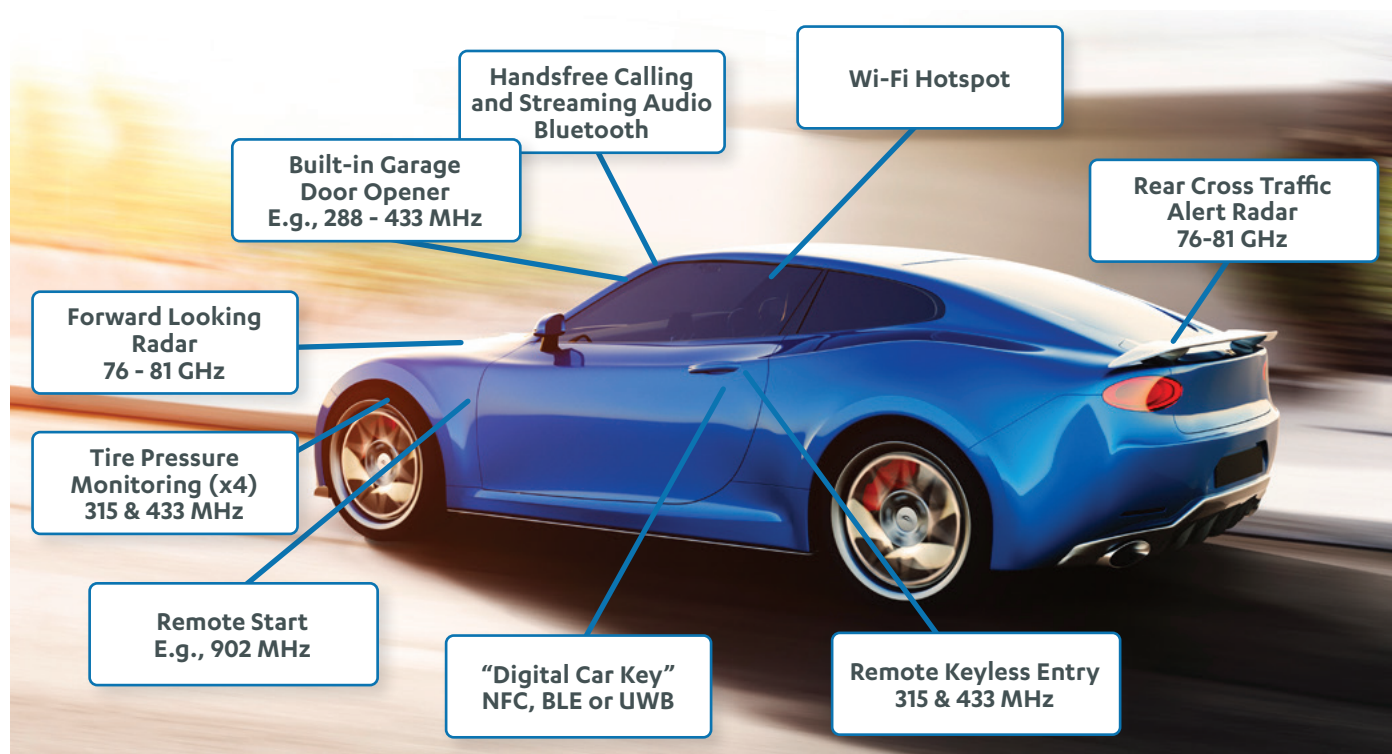 Handsfree Calling
and Streaming Audio
Bluetooth
Wi-Fi Hotspot
Built-in Garage
Door Opener
E.g., 288 - 433 MHz
Rear Cross Traffic
Alert Radar
76-81 GHz
Forward Looking
Radar
76 - 81 GHz
Tire Pressure
Monitoring (x4)
315 & 433 MHz
Remote Start
E.g., 902 MHz
“Digital Car Key”
NFC, BLE or UWB
Remote Keyless Entry
315 & 433 MHz